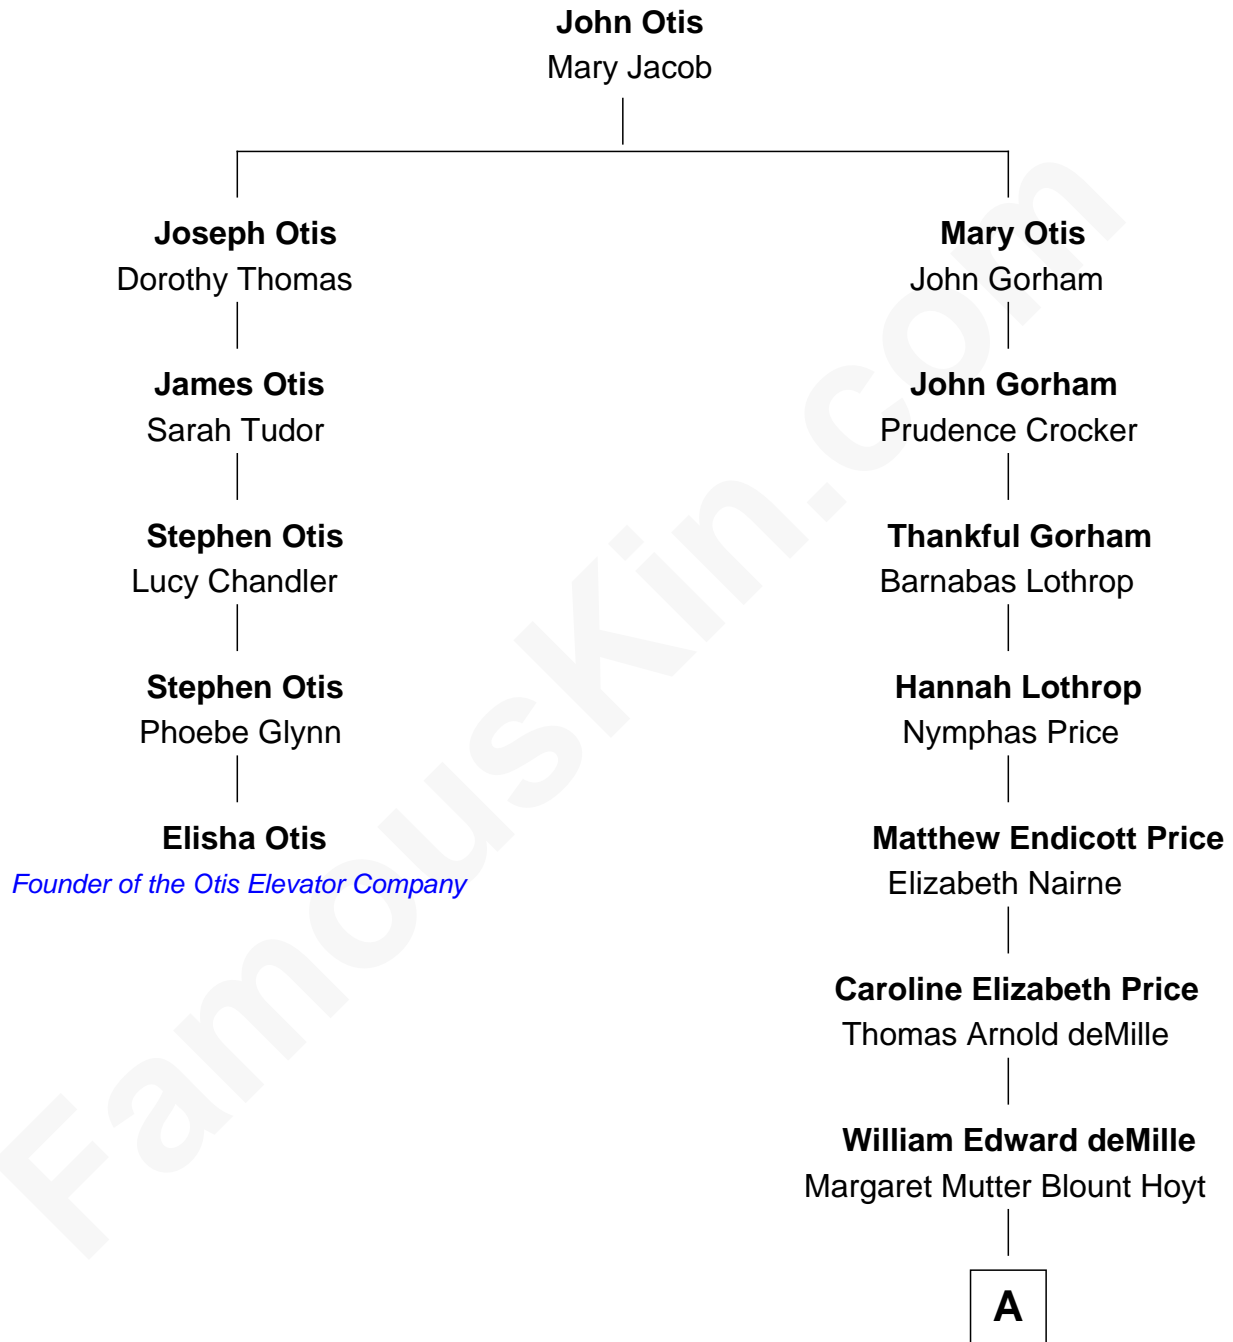 John Otis
Mary Jacob
Joseph Otis
Dorothy Thomas
Mary Otis
John Gorham
James Otis
Sarah Tudor
John Gorham
Prudence Crocker
Stephen Otis
Lucy Chandler
Thankful Gorham
Barnabas Lothrop
Stephen Otis
Phoebe Glynn
Hannah Lothrop
Nymphas Price
Elisha Otis
Founder of the Otis Elevator Company
Matthew Endicott Price
Elizabeth Nairne
Caroline Elizabeth Price
Thomas Arnold deMille
William Edward deMille
Margaret Mutter Blount Hoyt
A
FamousKin.com